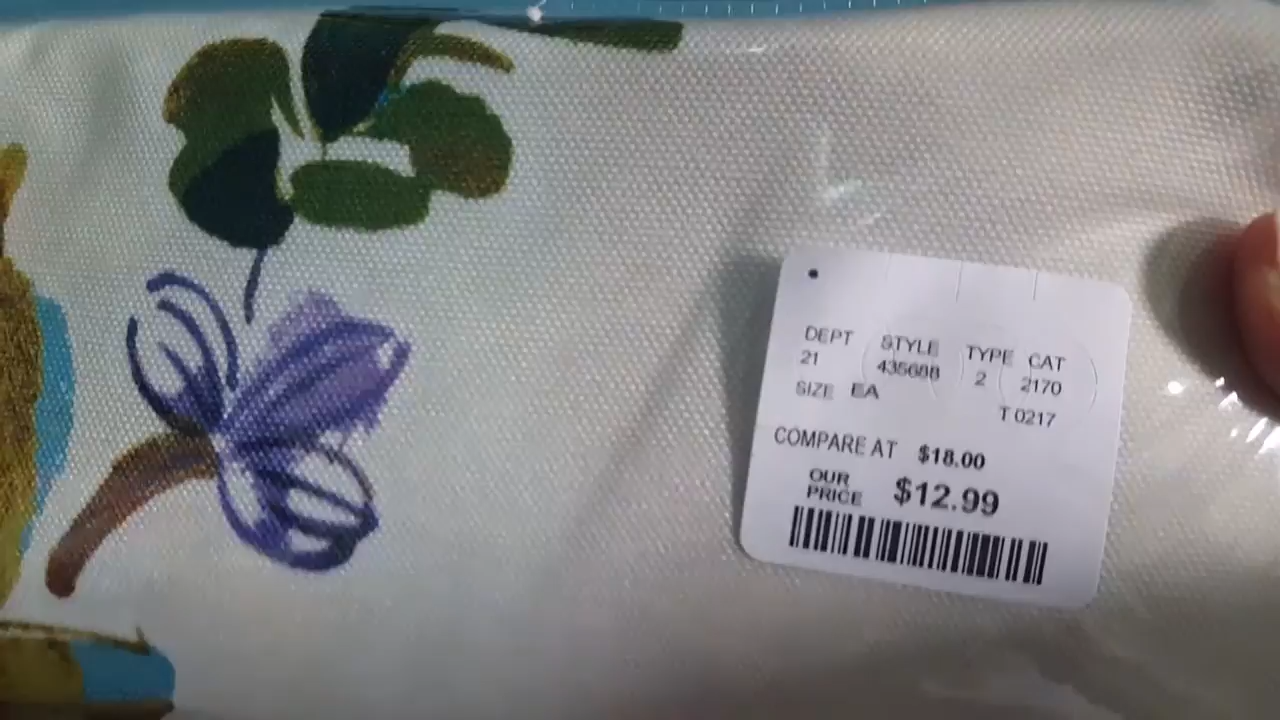 DEPT STYLE TYPE CAT
21 435688 2 2170
SIZE EA T 0217
COMPARE AT $18.00
OUR PRICE $12.99